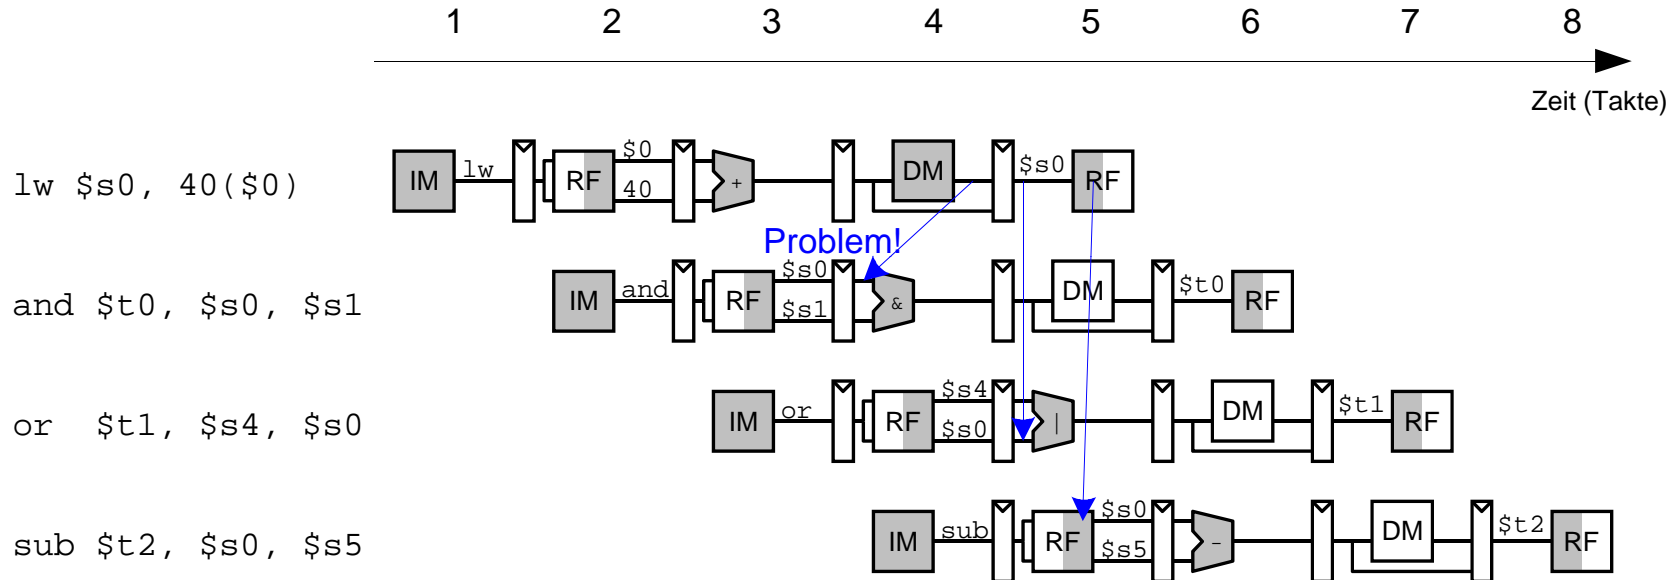 1 2 3 4 5 6 7 8
Zeit (Takte)
lw $s0, 40($0) IM lw RF $0 40 + DM $s0 RF
Problem!
and $t0, $s0, $s1 IM and RF $s0 $s1 & DM $t0 RF
or $t1, $s4, $s0 IM or RF $s4 $s0 | DM $t1 RF
sub $t2, $s0, $s5 IM sub RF $s0 $s5 - DM $t2 RF